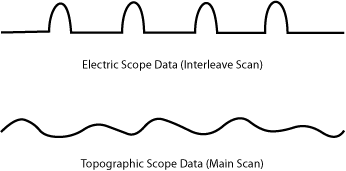 Electric Scope Data (Interleave Scan)
Topographic Scope Data (Main Scan)